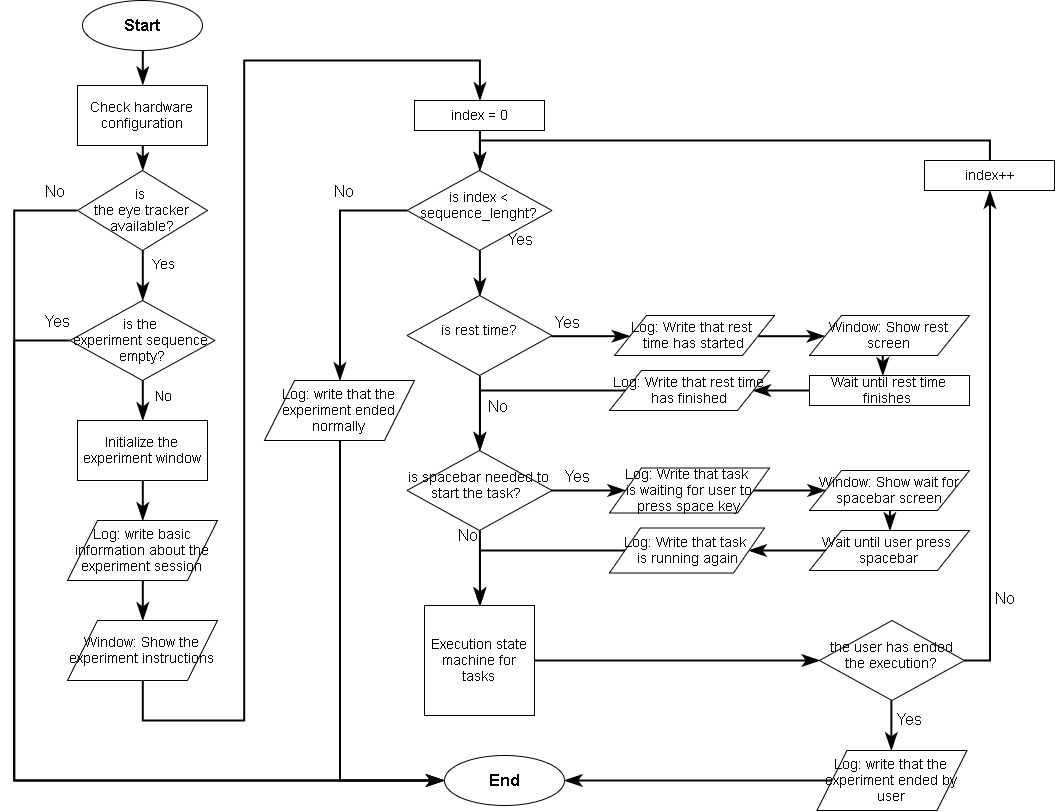 Start
Check hardware
configuration
is
the eye tracker
available?
No
Yes
is the
experiment sequence
empty?
Yes
No
Initialize the
experiment window
Log: write basic
information about the
experiment session
Window: Show the
experiment instructions
index = 0
is index <
sequence_lenght?
No
Yes
Log: write that the
experiment ended
normally
is rest time?
Yes
No
Log: Write that rest
time has started
Window: Show rest
screen
Wait until rest time
finishes
Log: Write that rest time
has finished
is spacebar needed to
start the task?
Yes
No
Log: Write that task
is waiting for user to
press space key
Window: Show wait for
spacebar screen
Wait until user press
spacebar
Log: Write that task
is running again
Execution state
machine for
tasks
the user has ended
the execution?
No
Yes
index++
Log: write that the
experiment ended by
user
End